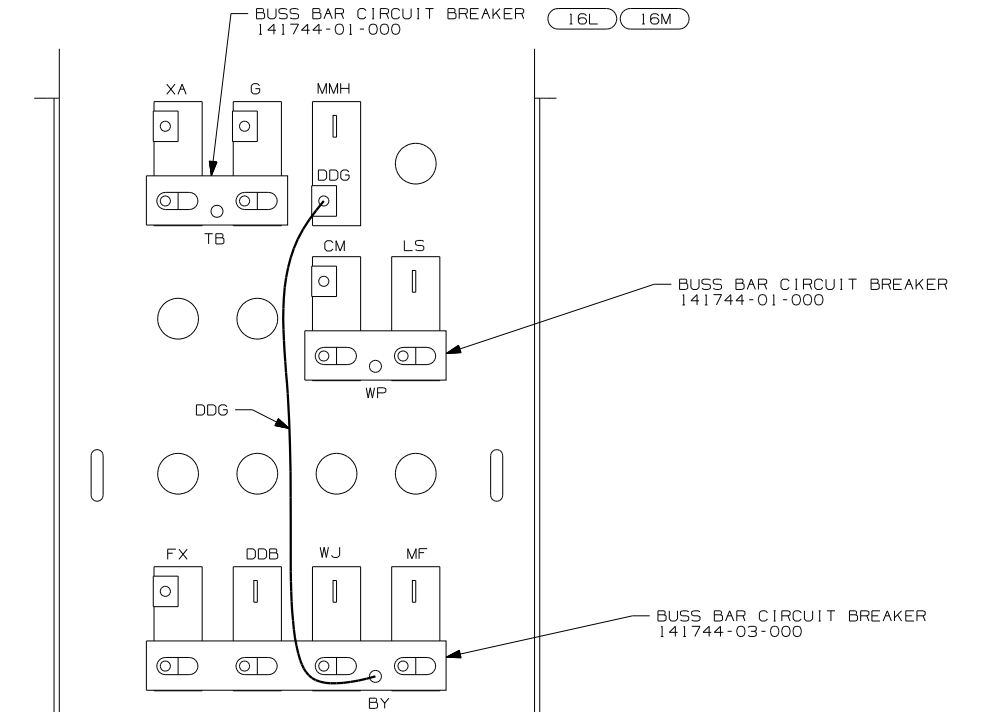 BUSS BAR CIRCUIT BREAKER 16L 16M
141744-01-000
XA G MMH
DDG
TB
CM LS
BUSS BAR CIRCUIT BREAKER
141744-01-000
WP
DDG
FX DDB WJ MF
BUSS BAR CIRCUIT BREAKER
141744-03-000
BY